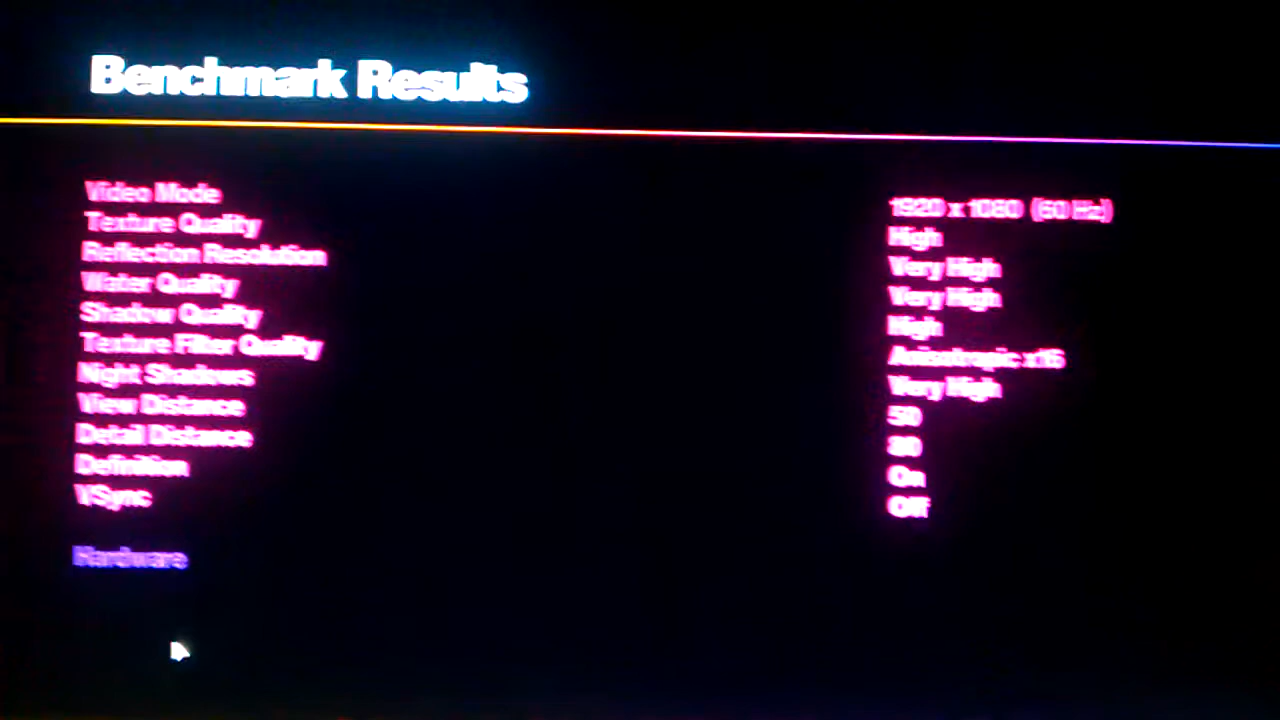 Benchmark Results
Video Mode 1920 x 1080 (60 Hz)
Texture Quality High
Reflection Resolution Very High
Water Quality Very High
Shadow Quality High
Texture Filter Quality Anisotropic x16
Night Shadows Very High
View Distance 50
Detail Distance 80
Definition On
VSync Off
Hardware